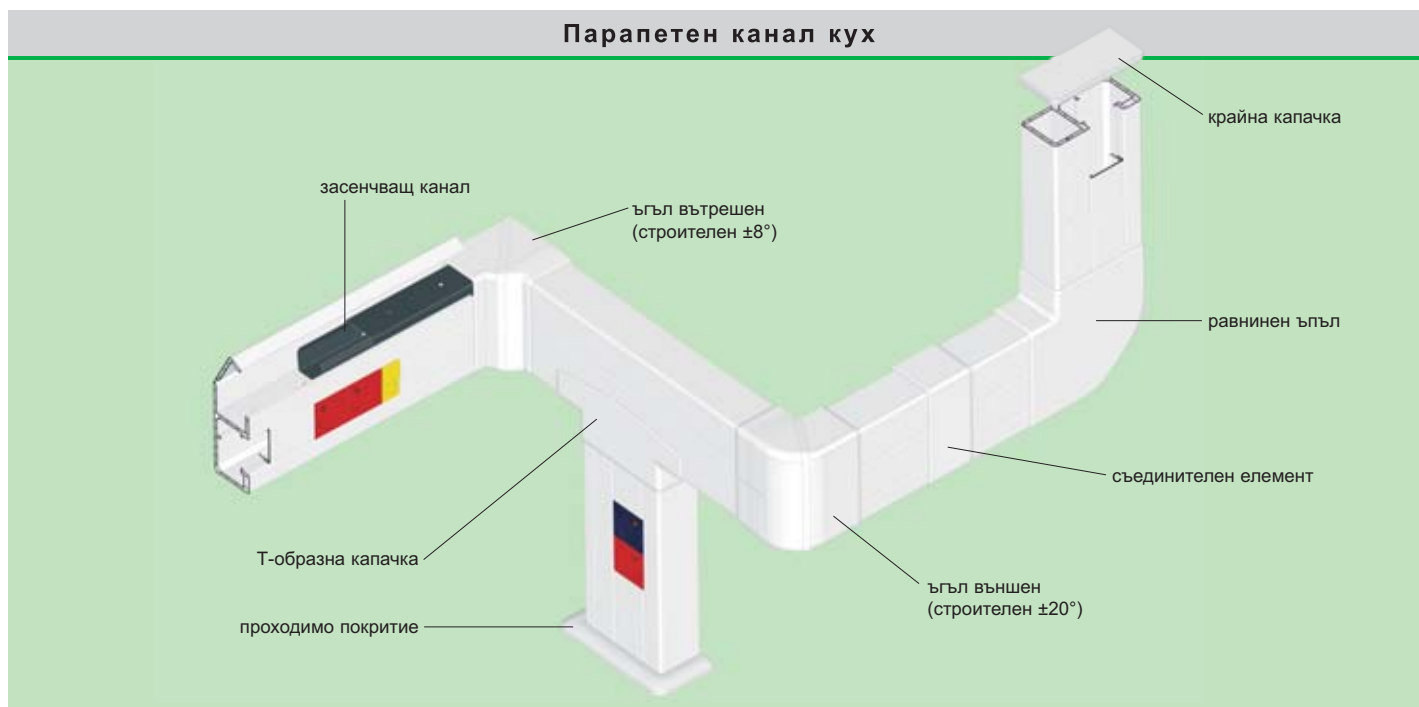 Парапетен канал кух
крайна капачка
засенчващ канал
ъгъл вътрешен
(строителен ±8°)
равнинен ъпъл
съединителен елемент
Т-образна капачка
ъгъл външен
(строителен ±20°)
проходимо покритие